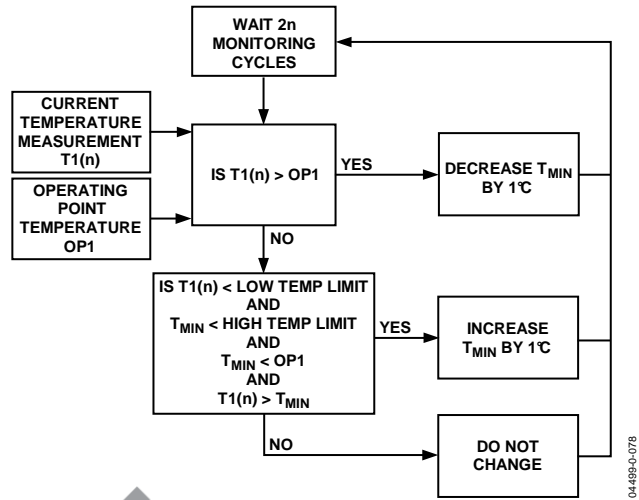 WAIT 2n
MONITORING
CYCLES
CURRENT
TEMPERATURE
MEASUREMENT
T1(n)
OPERATING
POINT
TEMPERATURE
OP1
IS T1(n) > OP1
YES
DECREASE TMIN
BY 1°C
NO
IS T1(n) < LOW TEMP LIMIT
AND
TMIN < HIGH TEMP LIMIT
AND
TMIN < OP1
AND
T1(n) > TMIN
YES
INCREASE
TMIN BY 1°C
NO
DO NOT
CHANGE
04499-0-078